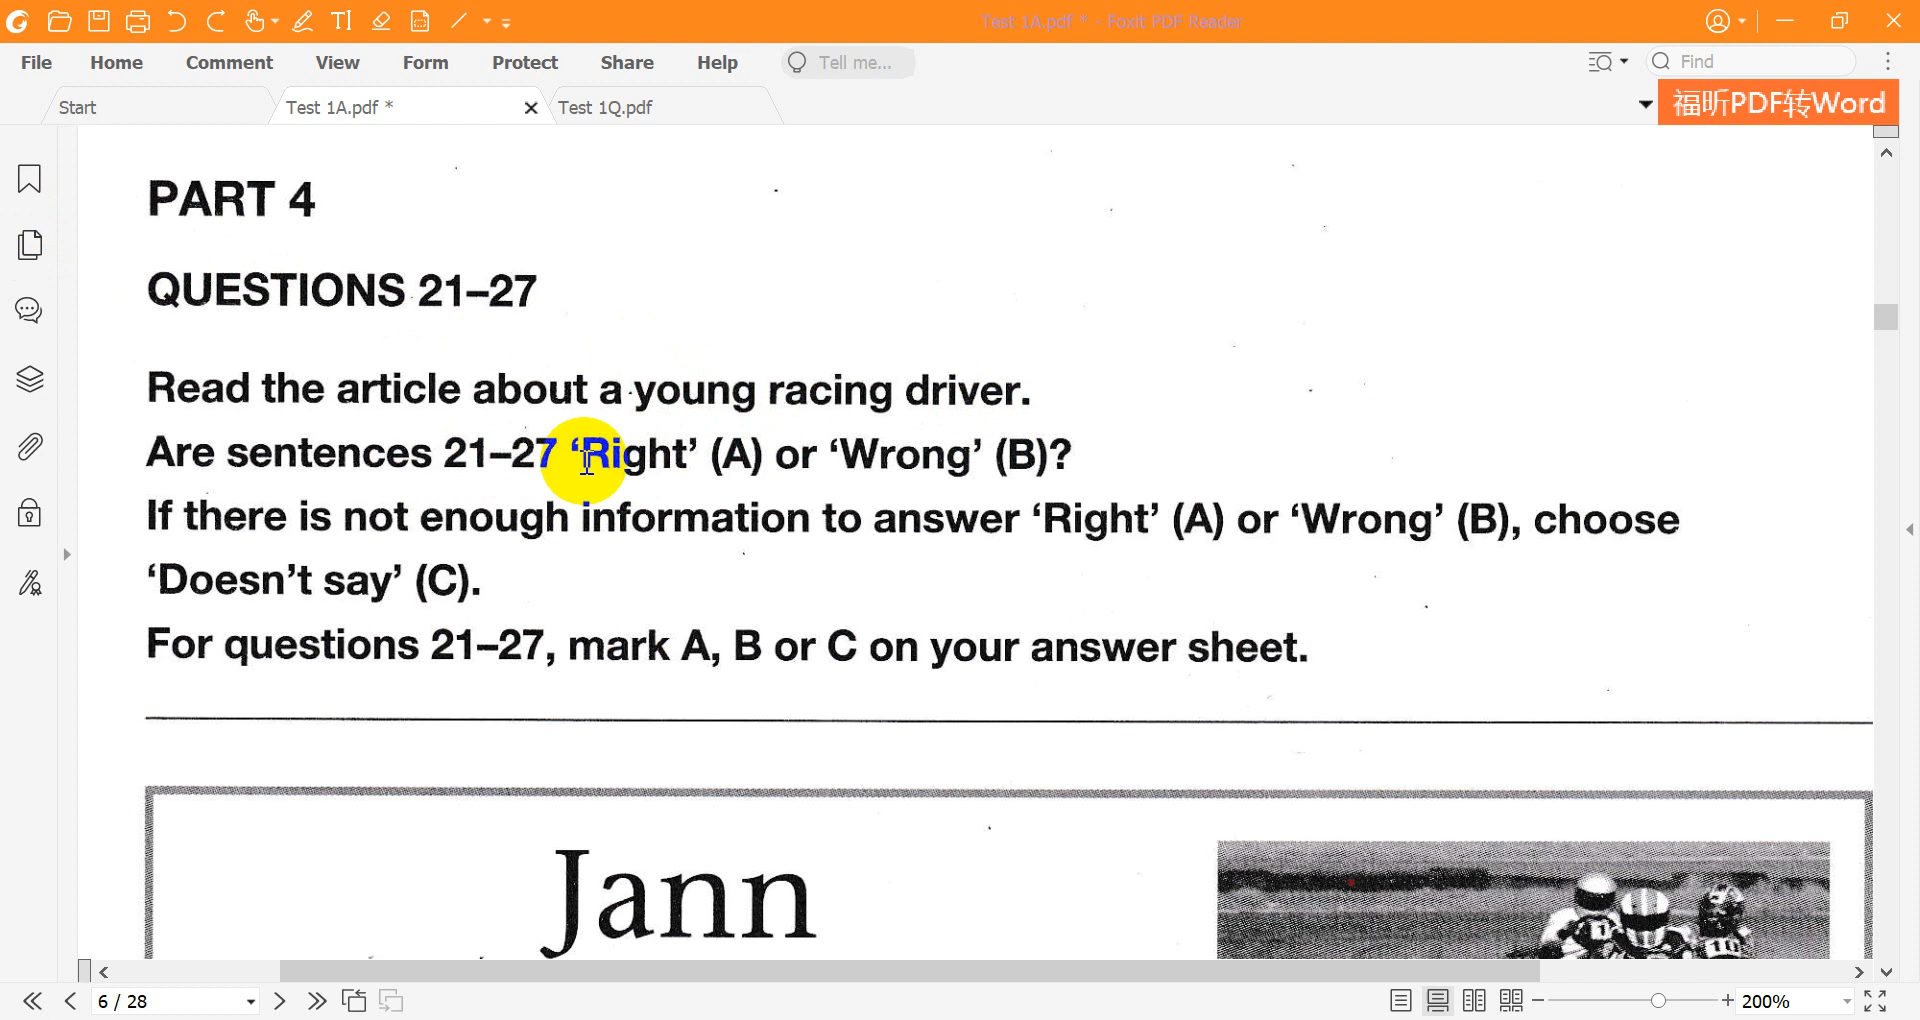 TI
Test 1A.pdf * - Foxit PDF Reader
File Home Comment View Form Protect Share Help Tell me... Find
Start Test 1A.pdf * Test 1Q.pdf 福昕PDF转Word
PART 4
QUESTIONS 21–27
Read the article about a young racing driver.
Are sentences 21–27 ‘Right’ (A) or ‘Wrong’ (B)?
If there is not enough information to answer ‘Right’ (A) or ‘Wrong’ (B), choose
‘Doesn’t say’ (C).
For questions 21–27, mark A, B or C on your answer sheet.
Jann
1
10
6 / 28 200%